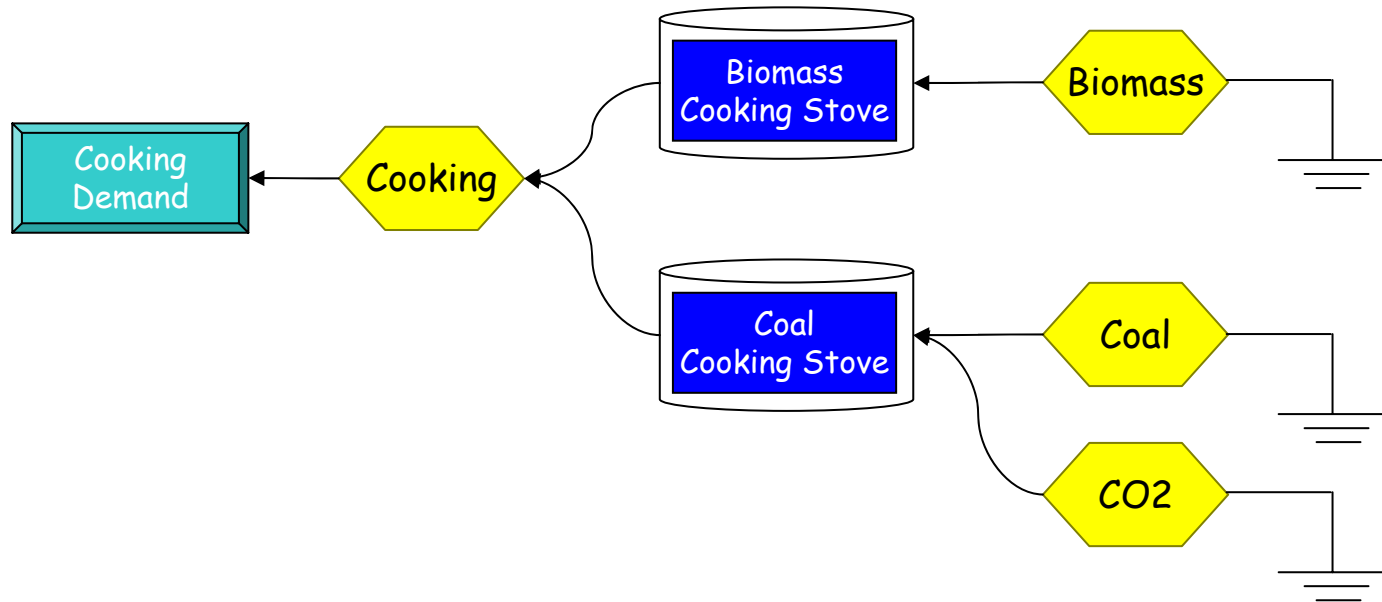 Biomass
Cooking Stove
Biomass
Cooking
Demand
Cooking
Coal
Cooking Stove
Coal
CO2